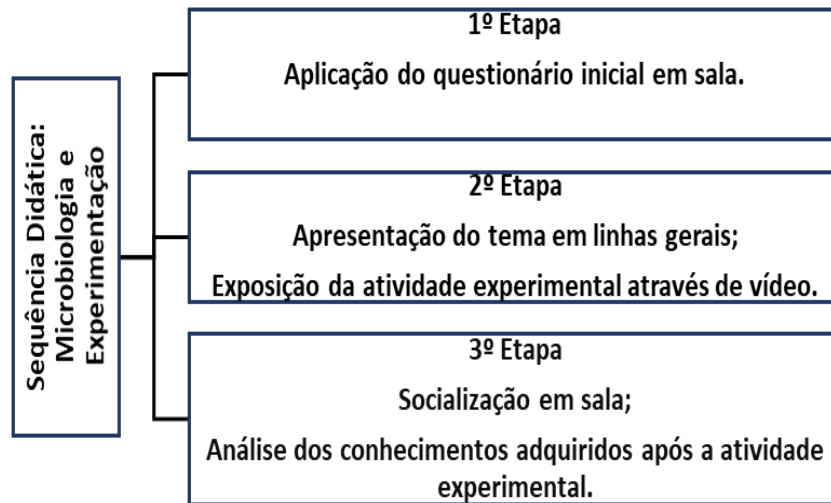 Sequência Didática:
Microbiologia e
Experimentação
1º Etapa
Aplicação do questionário inicial em sala.
2º Etapa
Apresentação do tema em linhas gerais;
Exposição da atividade experimental através de vídeo.
3º Etapa
Socialização em sala;
Análise dos conhecimentos adquiridos após a atividade
experimental.